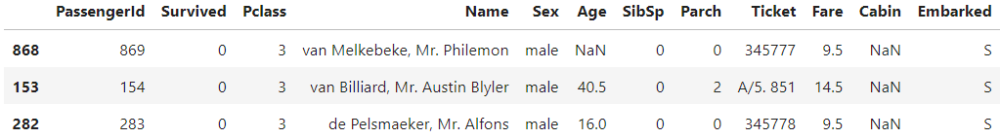 PassengerId Survived Pclass Name Sex Age SibSp Parch Ticket Fare Cabin Embarked
868 869 0 3 van Melkebeke, Mr. Philemon male NaN 0 0 345777 9.5 NaN S
153 154 0 3 van Billiard, Mr. Austin Blyler male 40.5 0 2 A/5. 851 14.5 NaN S
282 283 0 3 de Pelsmaeker, Mr. Alfons male 16.0 0 0 345778 9.5 NaN S